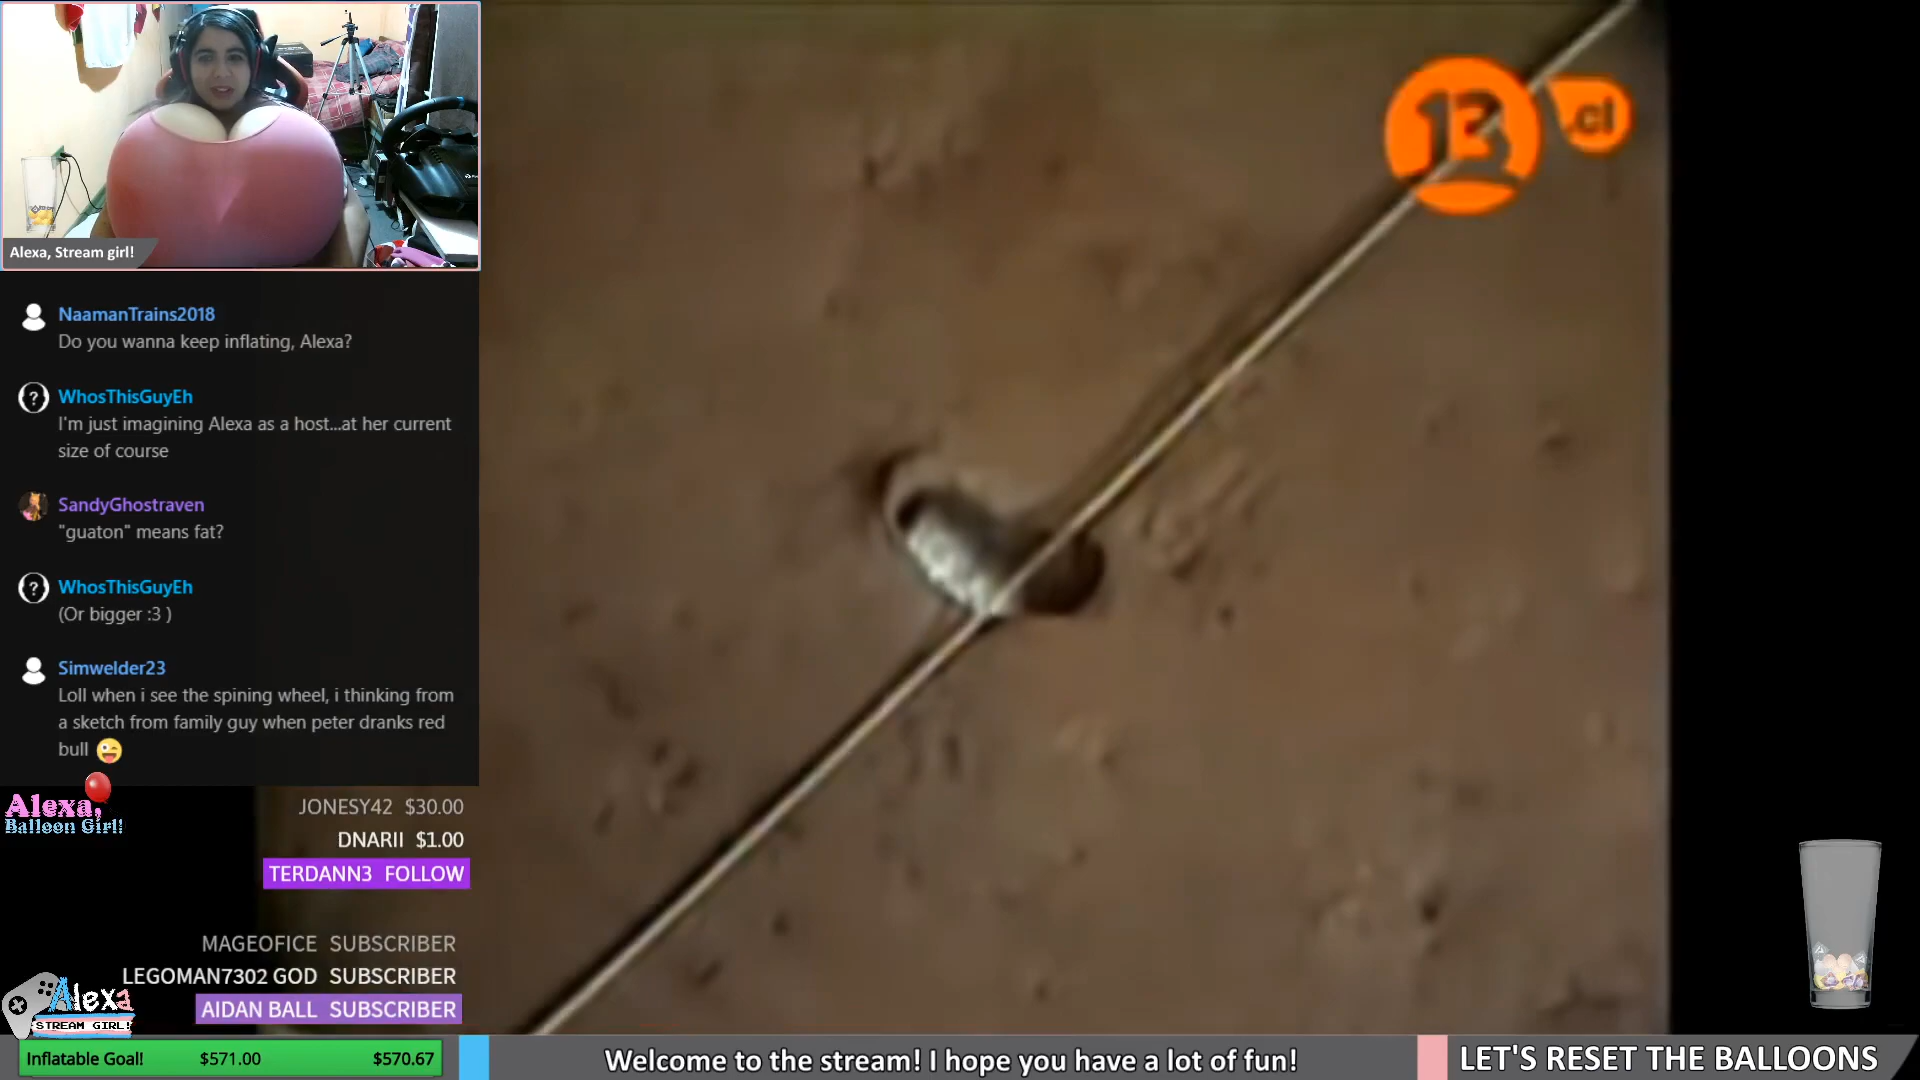 13
.cl
Alexa, Stream girl!
NaamanTrains2018
Do you wanna keep inflating, Alexa?
WhosThisGuyEh
I'm just imagining Alexa as a host...at her current
size of course
SandyGhostraven
"guaton" means fat?
WhosThisGuyEh
(Or bigger :3 )
Simwelder23
Loll when i see the spining wheel, i thinking from
a sketch from family guy when peter dranks red
bull 😜
Alexa,
Balloon Girl!
JONESY42 $30.00
DNARII $1.00
TERDANN3 FOLLOW
MAGEOFICE SUBSCRIBER
LEGOMAN7302 GOD SUBSCRIBER
AIDAN BALL SUBSCRIBER
Alexa
STREAM GIRL!
Inflatable Goal! $571.00 $570.67
Welcome to the stream! I hope you have a lot of fun!
LET'S RESET THE BALLOONS